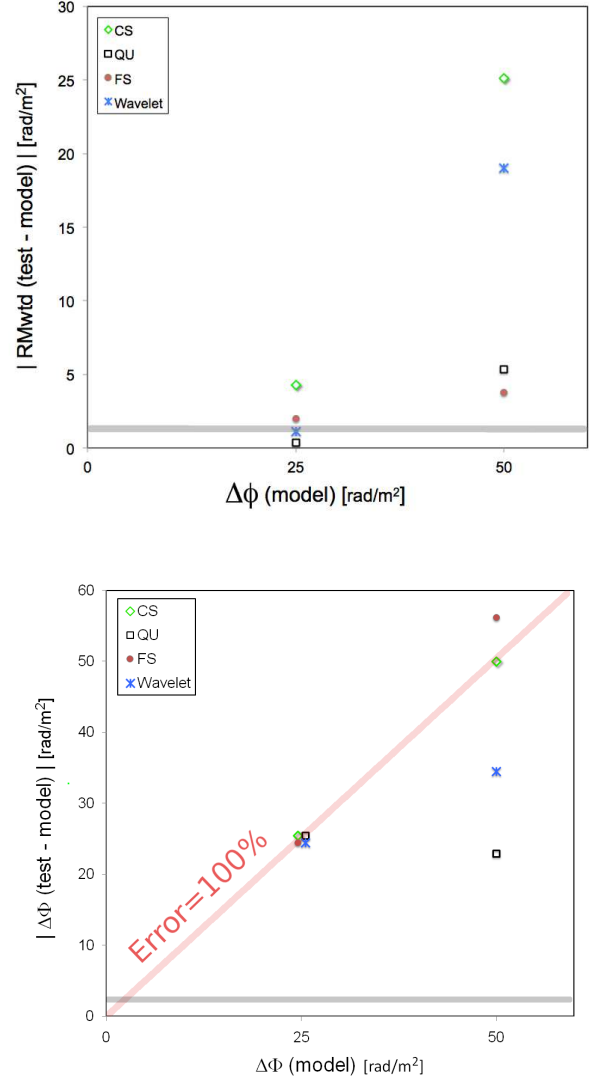 30
25
20
15
10
5
0
CS
QU
FS
Wavelet
| RMwtd (test - model) | [rad/m²]
0 25 50
Δϕ (model) [rad/m²]
60
50
40
30
20
10
0
CS
QU
FS
Wavelet
Error=100%
| ΔΦ (test - model) | [rad/m²]
0 25 50
ΔΦ (model) [rad/m²]